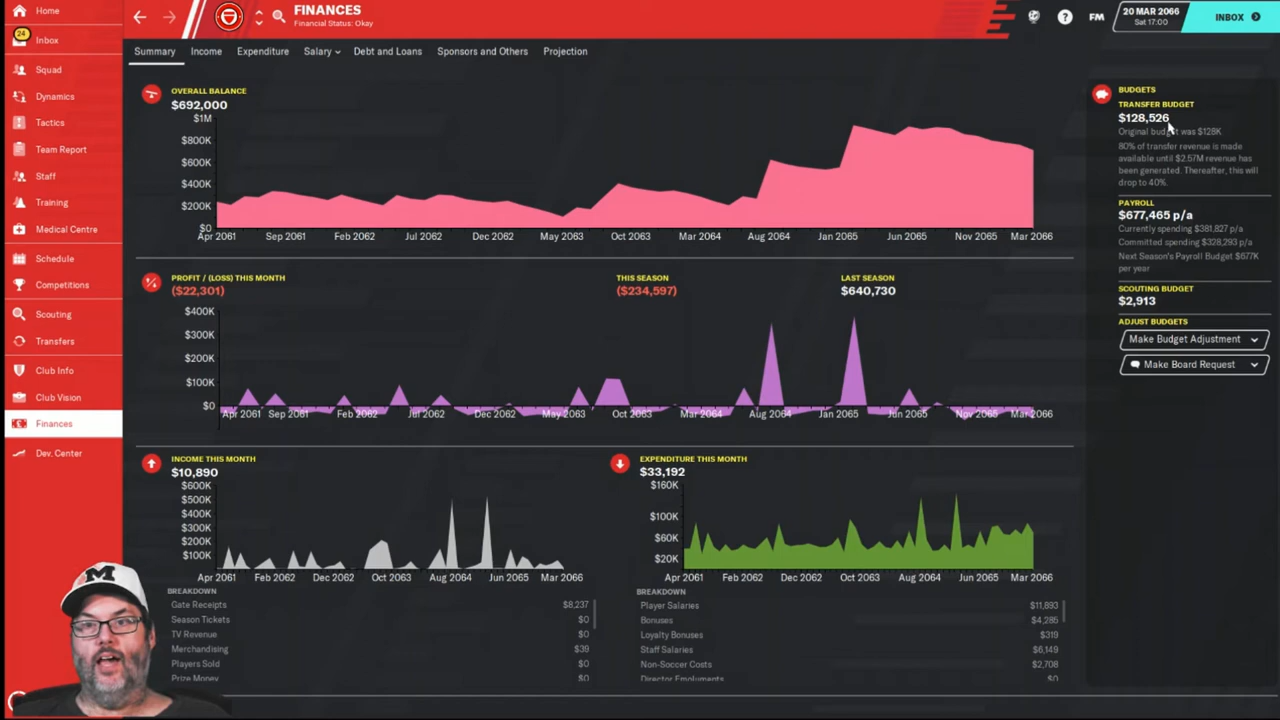 Home
24
Inbox
Squad
Dynamics
Tactics
Team Report
Staff
Training
Medical Centre
Schedule
Competitions
Scouting
Transfers
Club Info
Club Vision
Finances
Dev. Center
FINANCES
Financial Status: Okay
?
FM
20 MAR 2066
Sat 17:00
INBOX
Summary
Income
Expenditure
Salary
Debt and Loans
Sponsors and Others
Projection
OVERALL BALANCE
$692,000
$1M
$800K
$600K
$400K
$200K
$0
Apr 2061 Sep 2061 Feb 2062 Jul 2062 Dec 2062 May 2063 Oct 2063 Mar 2064 Aug 2064 Jan 2065 Jun 2065 Nov 2065 Mar 2066
PROFIT / (LOSS) THIS MONTH
($22,301)
THIS SEASON
($234,597)
LAST SEASON
$640,730
$400K
$300K
$200K
$100K
$0
Apr 2061 Sep 2061 Feb 2062 Jul 2062 Dec 2062 May 2063 Oct 2063 Mar 2064 Aug 2064 Jan 2065 Jun 2065 Nov 2065 Mar 2066
INCOME THIS MONTH
$10,890
$600K
$500K
$400K
$300K
$200K
$100K
Apr 2061 Feb 2062 Dec 2062 Oct 2063 Aug 2064 Jun 2065 Mar 2066
BREAKDOWN
Gate Receipts $8,237
Season Tickets $0
TV Revenue $0
Merchandising $39
Players Sold $0
Prize Money $0
EXPENDITURE THIS MONTH
$33,192
$160K
$100K
$60K
$20K
Apr 2061 Feb 2062 Dec 2062 Oct 2063 Aug 2064 Jun 2065 Mar 2066
BREAKDOWN
Player Salaries $11,893
Bonuses $4,285
Loyalty Bonuses $319
Staff Salaries $6,149
Non-Soccer Costs $2,708
Director Emoluments $0
BUDGETS
TRANSFER BUDGET
$128,526
Original budget was $128K
80% of transfer revenue is made
available until $2.57M revenue has
been generated. Thereafter, this will
drop to 40%.
PAYROLL
$677,465 p/a
Currently spending $381,827 p/a
Committed spending $328,293 p/a
Next Season's Payroll Budget $677K
per year
SCOUTING BUDGET
$2,913
ADJUST BUDGETS
Make Budget Adjustment
Make Board Request
M